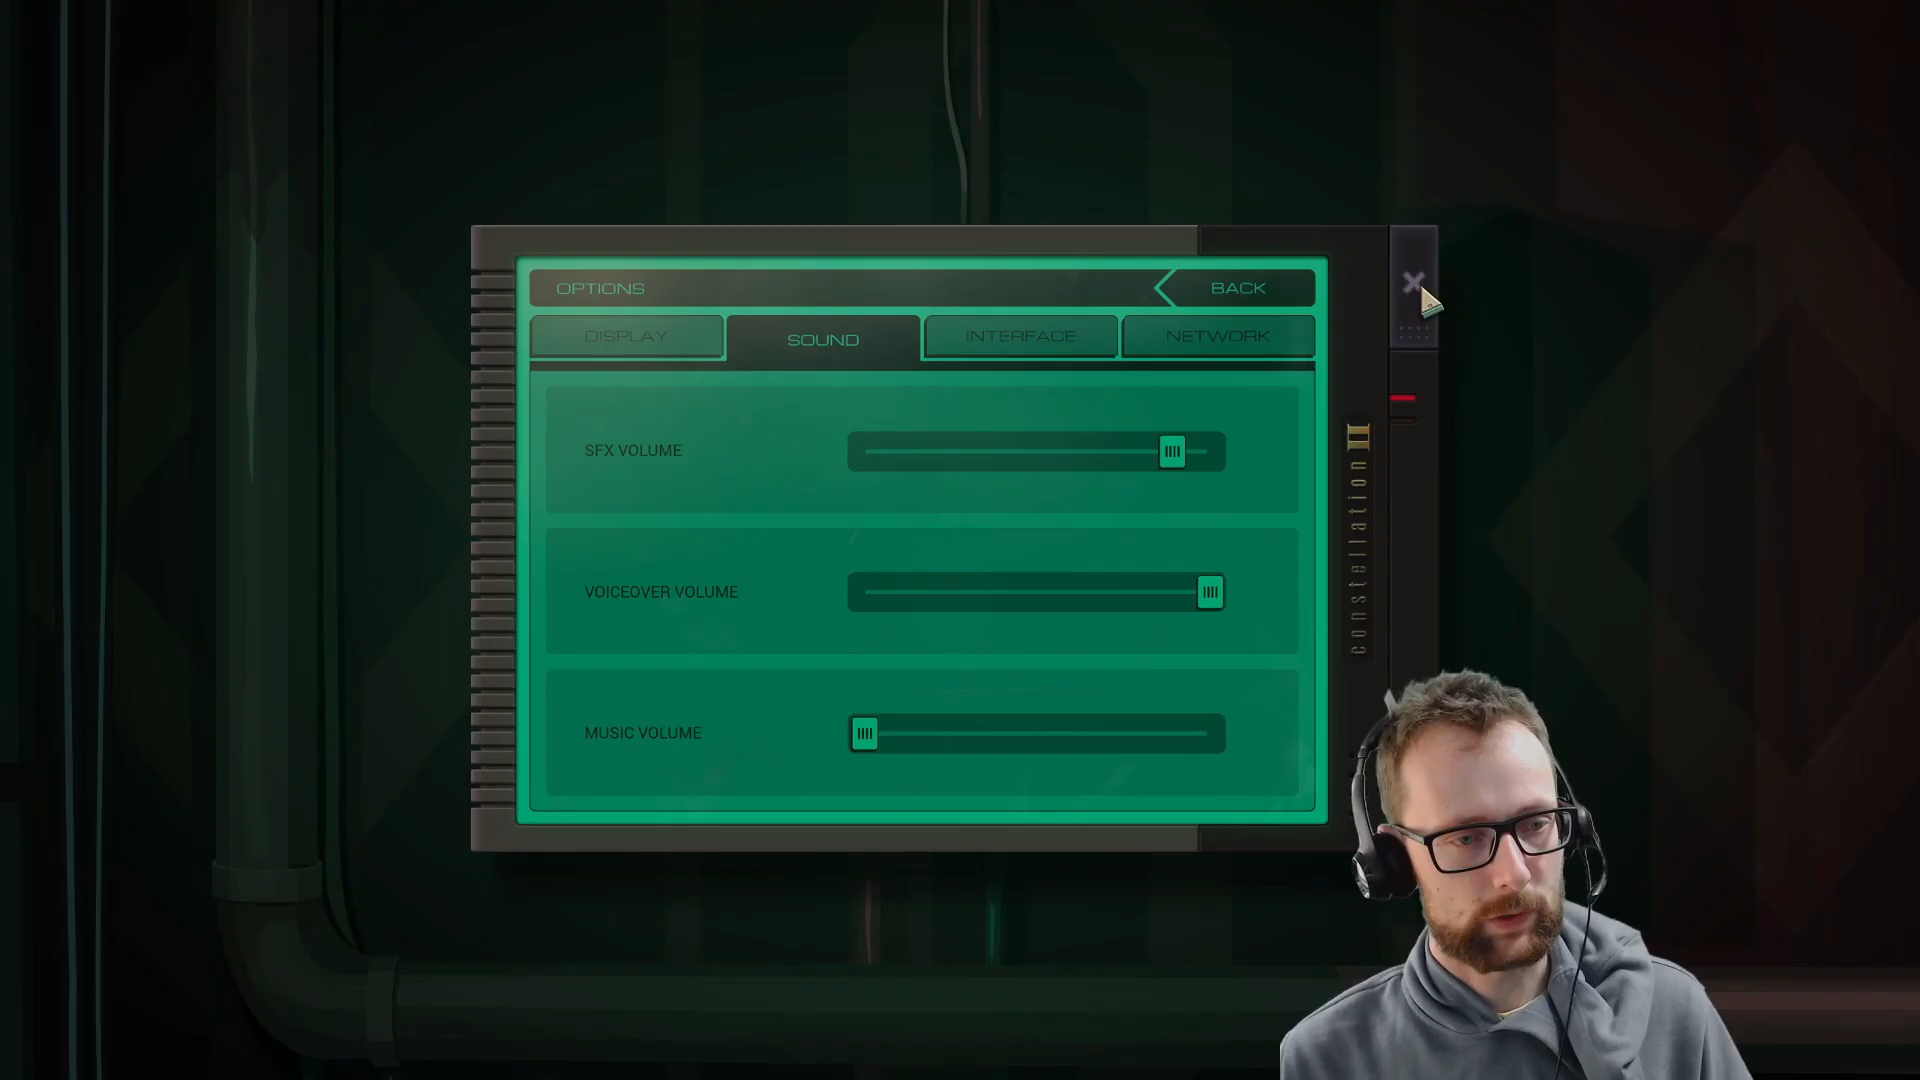 OPTIONS
BACK
DISPLAY
SOUND
INTERFACE
NETWORK
SFX VOLUME
VOICEOVER VOLUME
MUSIC VOLUME
constellation II